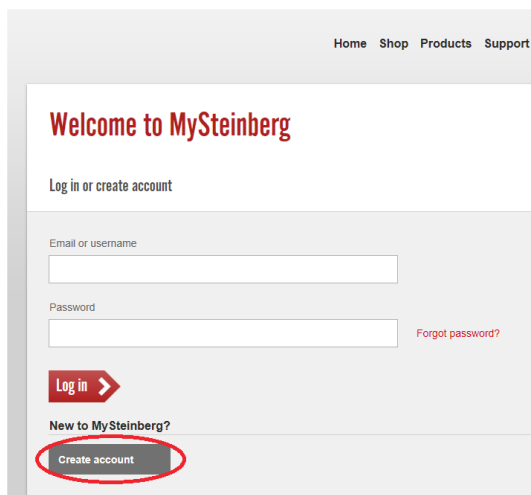 Home Shop Products Support
Welcome to MySteinberg
Log in or create account
Email or username
Password
Forgot password?
Log in
New to MySteinberg?
Create account